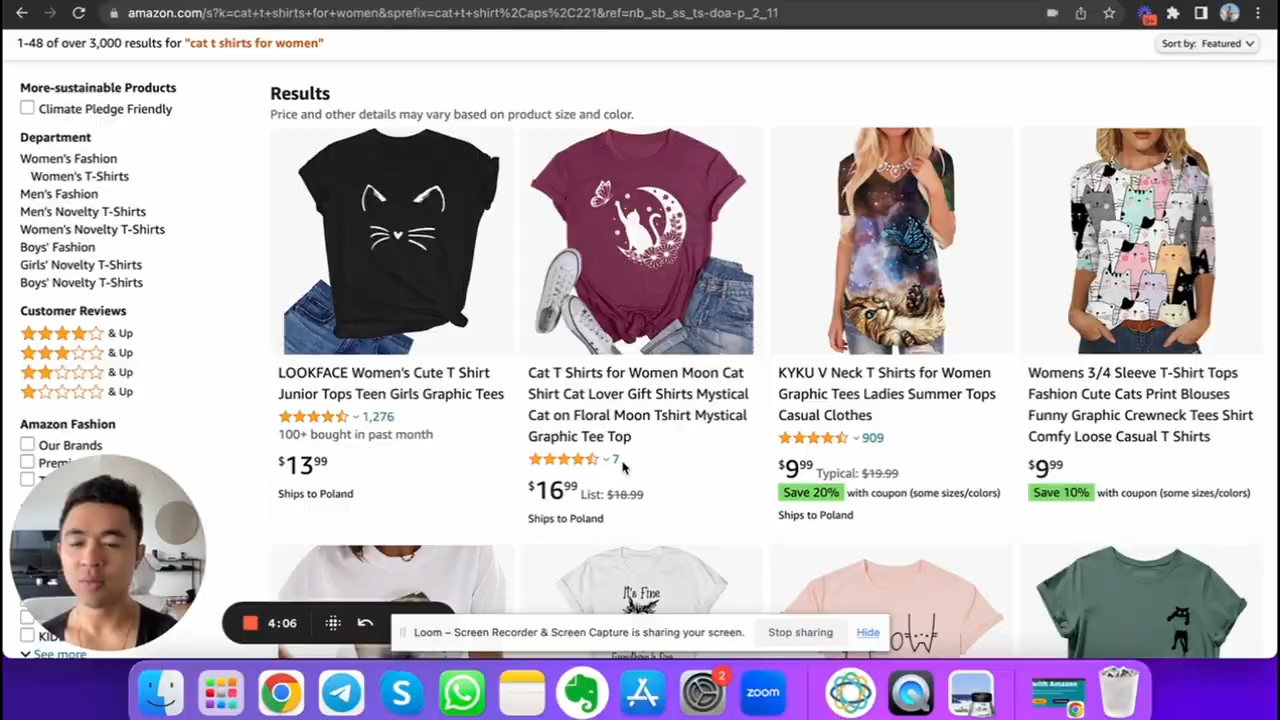 amazon.com/s?k=cat+t+shirts+for+women&sprefix=cat+t+shirt%2Caps%2C221&ref=nb_sb_ss_ts-doa-p_2_11
9+
1-48 of over 3,000 results for "cat t shirts for women"
Sort by: Featured
More-sustainable Products
Climate Pledge Friendly
Department
Women's Fashion
Women's T-Shirts
Men's Fashion
Men's Novelty T-Shirts
Women's Novelty T-Shirts
Boys' Fashion
Girls' Novelty T-Shirts
Boys' Novelty T-Shirts
Customer Reviews
& Up
& Up
& Up
& Up
Amazon Fashion
Our Brands
See more
Results
Price and other details may vary based on product size and color.
LOOKFACE Women's Cute T Shirt
Junior Tops Teen Girls Graphic Tees
1,276
100+ bought in past month
$13.99
Ships to Poland
Cat T Shirts for Women Moon Cat
Shirt Cat Lover Gift Shirts Mystical
Cat on Floral Moon Tshirt Mystical
Graphic Tee Top
7
$16.99 List: $18.99
Ships to Poland
KYKU V Neck T Shirts for Women
Graphic Tees Ladies Summer Tops
Casual Clothes
909
$9.99 Typical: $19.99
Save 20% with coupon (some sizes/colors)
Ships to Poland
Womens 3/4 Sleeve T-Shirt Tops
Fashion Cute Cats Print Blouses
Funny Graphic Crewneck Tees Shirt
Comfy Loose Casual T Shirts
$9.99
Save 10% with coupon (some sizes/colors)
It's Fine
4:06
Loom – Screen Recorder & Screen Capture is sharing your screen.
Stop sharing
Hide
2
zoom
with Amazon